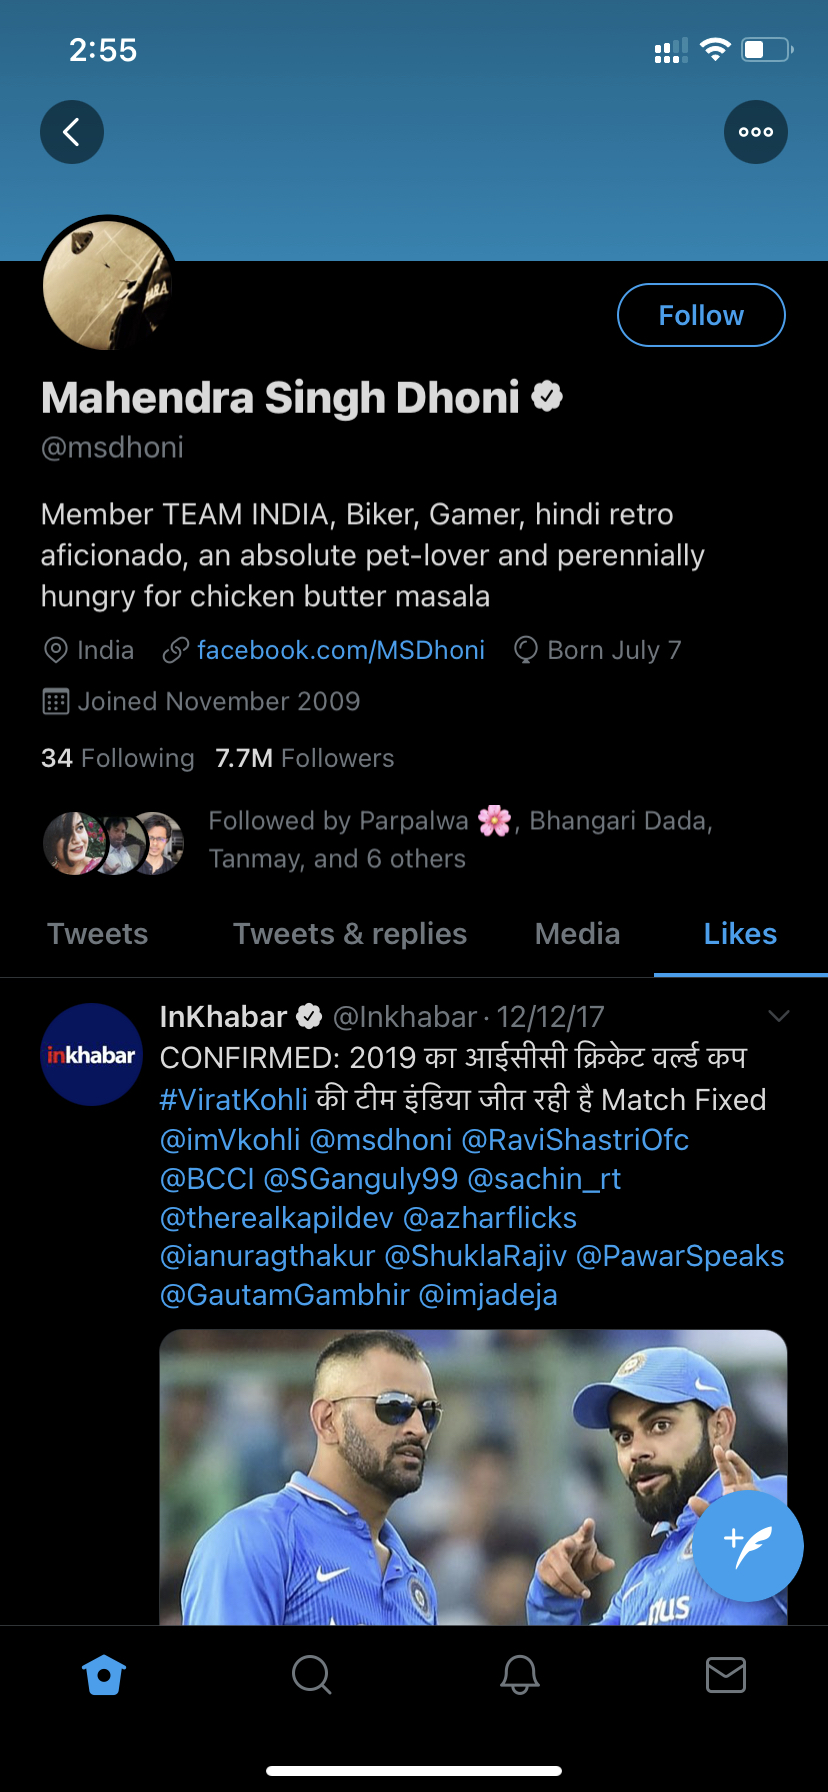 2:55
Follow
Mahendra Singh Dhoni
@msdhoni
Member TEAM INDIA, Biker, Gamer, hindi retro
aficionado, an absolute pet-lover and perennially
hungry for chicken butter masala
India facebook.com/MSDhoni Born July 7
Joined November 2009
34 Following 7.7M Followers
Followed by Parpalwa 🌸, Bhangari Dada,
Tanmay, and 6 others
Tweets Tweets & replies Media Likes
inkhabar
InKhabar @Inkhabar · 12/12/17
CONFIRMED: 2019 का आईसीसी क्रिकेट वर्ल्ड कप
#ViratKohli की टीम इंडिया जीत रही है Match Fixed
@imVkohli @msdhoni @RaviShastriOfc
@BCCI @SGanguly99 @sachin_rt
@therealkapildev @azharflicks
@ianuragthakur @ShuklaRajiv @PawarSpeaks
@GautamGambhir @imjadeja